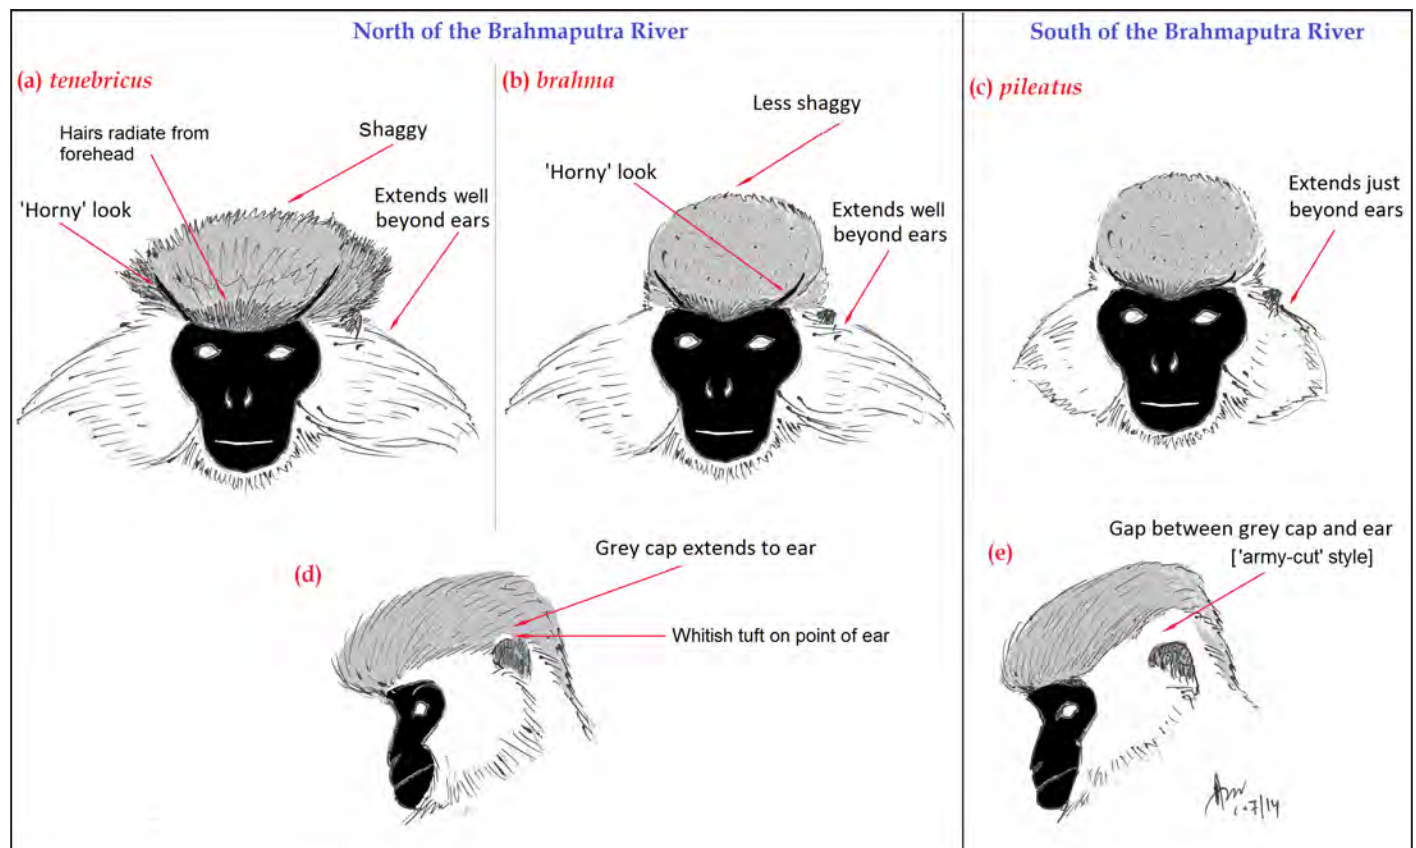 North of the Brahmaputra River
South of the Brahmaputra River
(a) tenebricus
(b) brahma
(c) pileatus
Hairs radiate from
forehead
Shaggy
'Horny' look
Extends well
beyond ears
Less shaggy
'Horny' look
Extends well
beyond ears
Extends just
beyond ears
(d)
Grey cap extends to ear
Whitish tuft on point of ear
(e)
Gap between grey cap and ear
['army-cut' style]